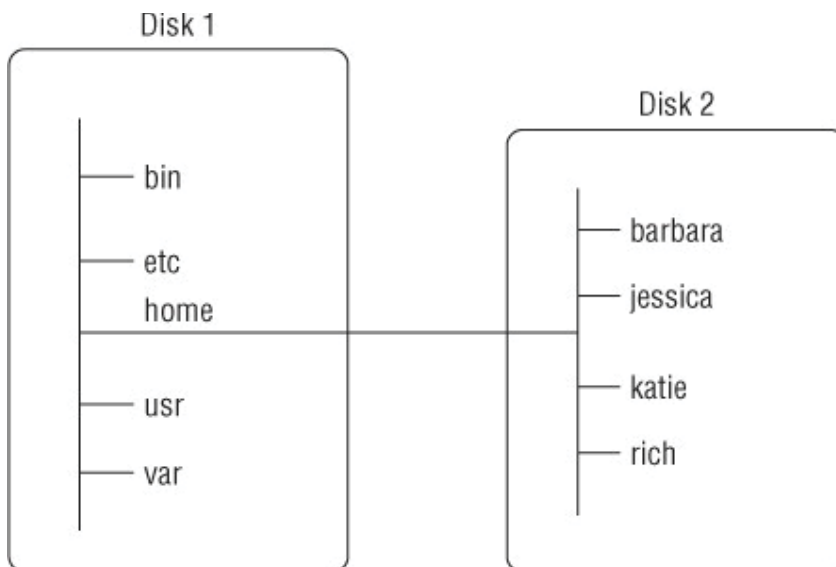 Disk 1
bin
etc
home
usr
var
Disk 2
barbara
jessica
katie
rich